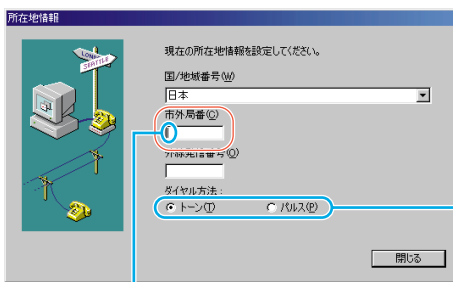 所在地情報
LONDON
SEATTLE
現在の所在地情報を設定してください。
国/地域番号(W)
日本
市外局番(C)
外線発信番号(O)
ダイヤル方法:
トーン(T)
パルス(P)
閉じる